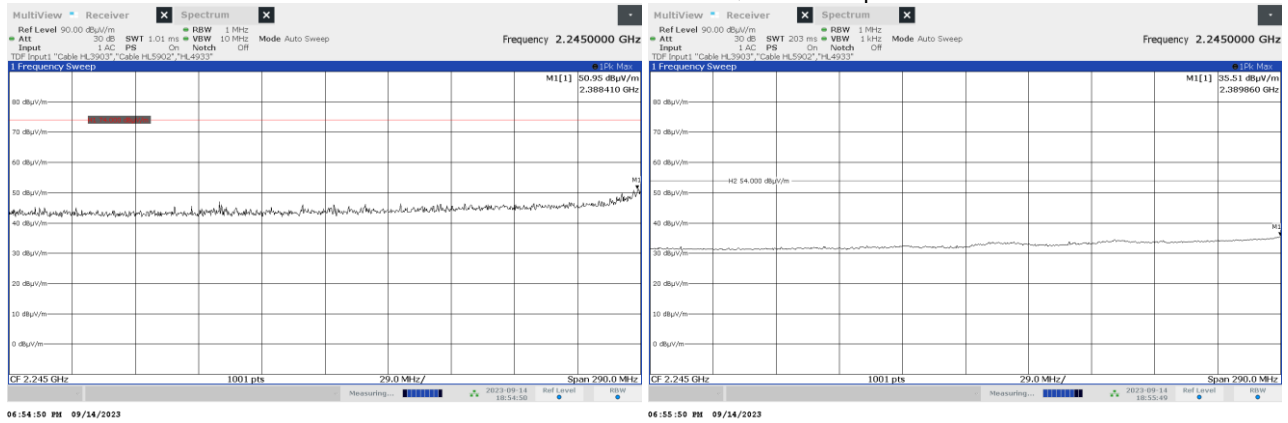 MultiView Receiver X Spectrum X
Ref Level 90.00 dBµV/m RBW 1 MHz
Att 30 dB SWT 1.01 ms VBW 10 MHz Mode Auto Sweep Frequency 2.2450000 GHz
Input 1 AC PS On Notch Off
TDF Input1 "Cable HL3903","Cable HL5902","HL4933"
1 Frequency Sweep 1Pk Max
M1[1] 50.95 dBµV/m
2.388410 GHz
80 dBµV/m
70 dBµV/m
60 dBµV/m
M1
50 dBµV/m
40 dBµV/m
30 dBµV/m
20 dBµV/m
10 dBµV/m
0 dBµV/m
CF 2.245 GHz 1001 pts 29.0 MHz/ Span 290.0 MHz
Measuring... 2023-09-14 Ref Level RBW
18:54:50
06:54:50 PM 09/14/2023
MultiView Receiver X Spectrum X
Ref Level 90.00 dBµV/m RBW 1 MHz
Att 30 dB SWT 203 ms VBW 1 kHz Mode Auto Sweep Frequency 2.2450000 GHz
Input 1 AC PS On Notch Off
TDF Input1 "Cable HL3903","Cable HL5902","HL4933"
1 Frequency Sweep 1Pk Max
M1[1] 35.51 dBµV/m
2.389860 GHz
80 dBµV/m
70 dBµV/m
60 dBµV/m
H2 54.000 dBµV/m
50 dBµV/m
40 dBµV/m
M1
30 dBµV/m
20 dBµV/m
10 dBµV/m
0 dBµV/m
CF 2.245 GHz 1001 pts 29.0 MHz/ Span 290.0 MHz
Measuring... 2023-09-14 Ref Level RBW
18:55:49
06:55:50 PM 09/14/2023